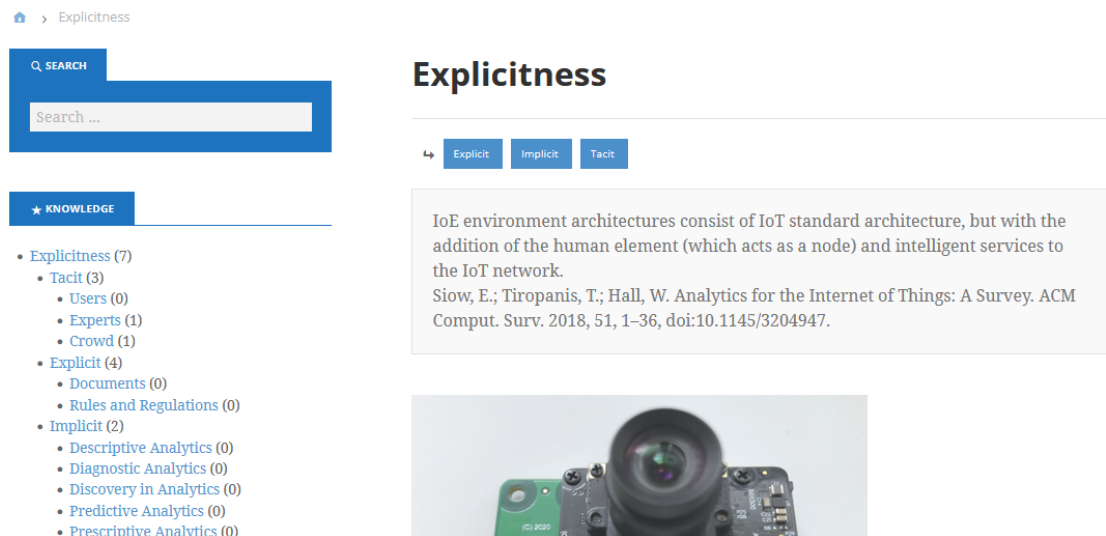 Explicitness
SEARCH
Search ...
KNOWLEDGE
Explicitness (7)
Tacit (3)
Users (0)
Experts (1)
Crowd (1)
Explicit (4)
Documents (0)
Rules and Regulations (0)
Implicit (2)
Descriptive Analytics (0)
Diagnostic Analytics (0)
Discovery in Analytics (0)
Predictive Analytics (0)
Prescriptive Analytics (0)
Explicitness
Explicit Implicit Tacit
IoE environment architectures consist of IoT standard architecture, but with the
addition of the human element (which acts as a node) and intelligent services to
the IoT network.
Siow, E.; Tiropanis, T.; Hall, W. Analytics for the Internet of Things: A Survey. ACM
Comput. Surv. 2018, 51, 1–36, doi:10.1145/3204947.
(C) 2020